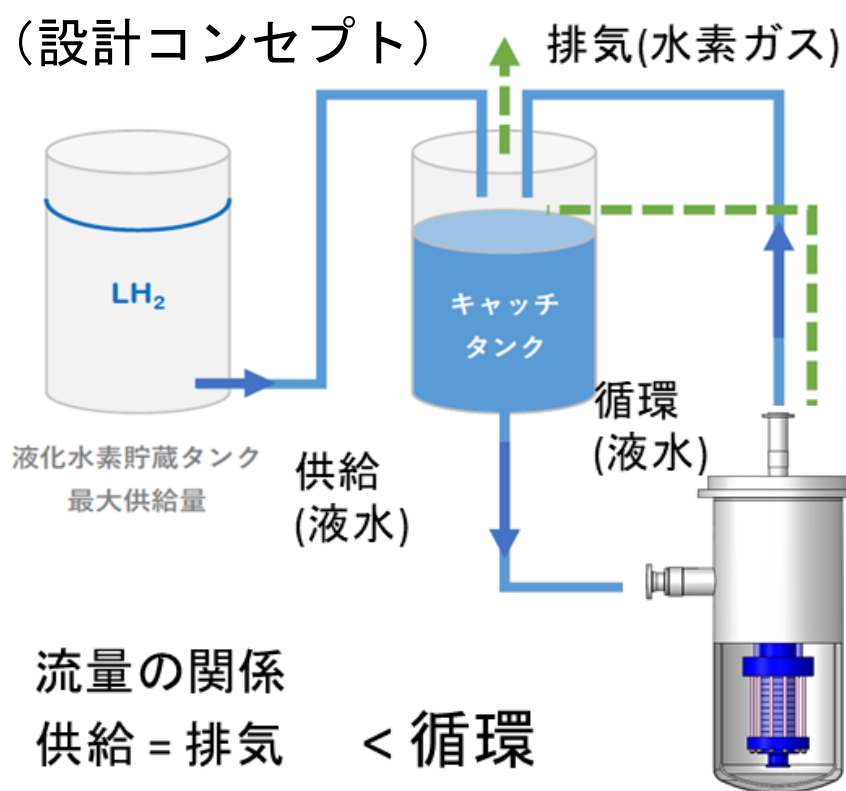 （設計コンセプト）
排気(水素ガス)
LH₂
キャッチ
タンク
液化水素貯蔵タンク
最大供給量
供給
(液水)
循環
(液水)
流量の関係
供給 = 排気 < 循環